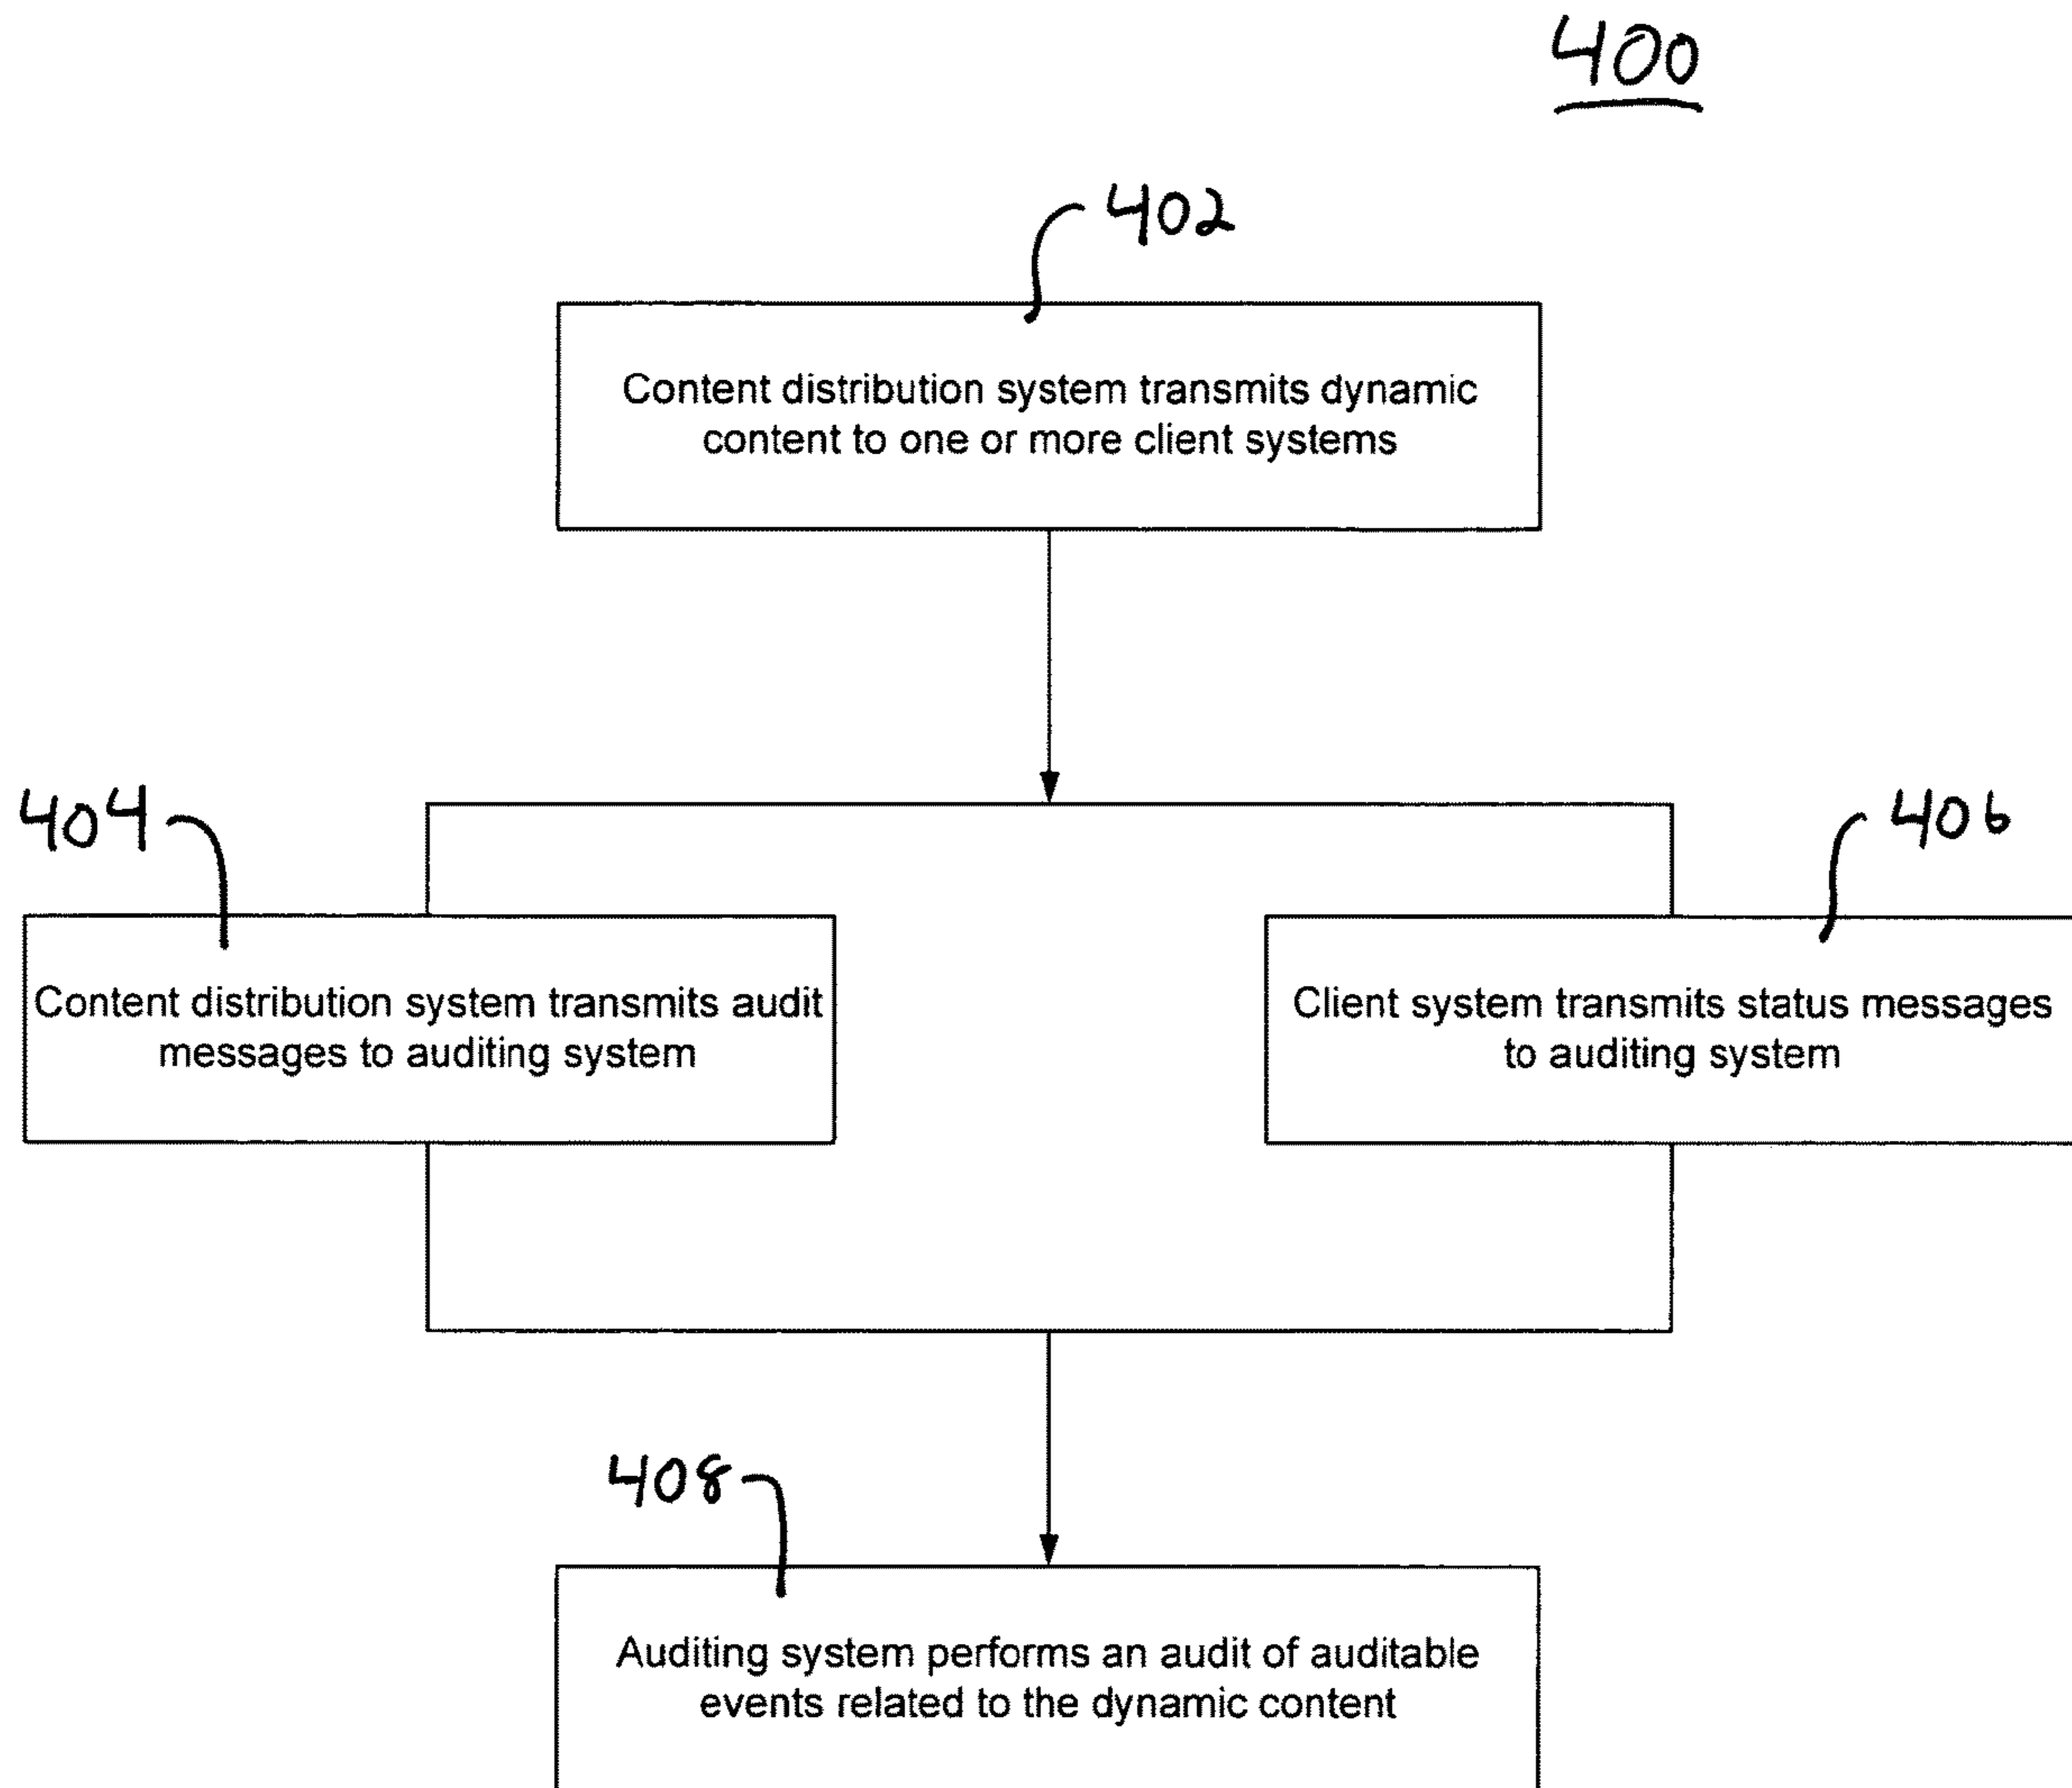 400
402
Content distribution system transmits dynamic
content to one or more client systems
404
406
Content distribution system transmits audit
messages to auditing system
Client system transmits status messages
to auditing system
408
Auditing system performs an audit of auditable
events related to the dynamic content